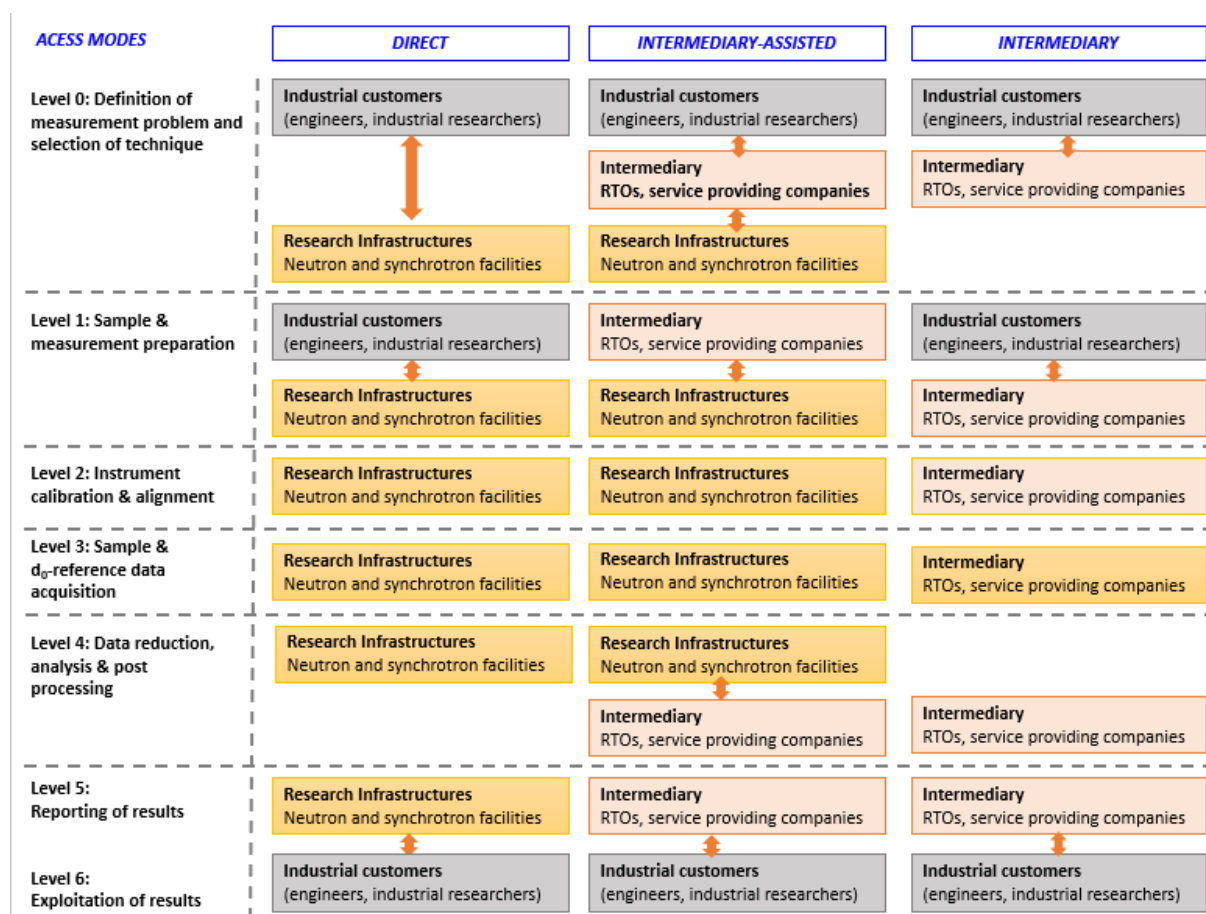 ACESS MODES
DIRECT
INTERMEDIARY-ASSISTED
INTERMEDIARY
Level 0: Definition of
measurement problem and
selection of technique
Industrial customers
(engineers, industrial researchers)
Research Infrastructures
Neutron and synchrotron facilities
Industrial customers
(engineers, industrial researchers)
Intermediary
RTOs, service providing companies
Research Infrastructures
Neutron and synchrotron facilities
Industrial customers
(engineers, industrial researchers)
Intermediary
RTOs, service providing companies
Level 1: Sample &
measurement preparation
Industrial customers
(engineers, industrial researchers)
Research Infrastructures
Neutron and synchrotron facilities
Intermediary
RTOs, service providing companies
Research Infrastructures
Neutron and synchrotron facilities
Industrial customers
(engineers, industrial researchers)
Intermediary
RTOs, service providing companies
Level 2: Instrument
calibration & alignment
Research Infrastructures
Neutron and synchrotron facilities
Research Infrastructures
Neutron and synchrotron facilities
Intermediary
RTOs, service providing companies
Level 3: Sample &
d₀-reference data
acquisition
Research Infrastructures
Neutron and synchrotron facilities
Research Infrastructures
Neutron and synchrotron facilities
Intermediary
RTOs, service providing companies
Level 4: Data reduction,
analysis & post
processing
Research Infrastructures
Neutron and synchrotron facilities
Research Infrastructures
Neutron and synchrotron facilities
Intermediary
RTOs, service providing companies
Intermediary
RTOs, service providing companies
Level 5:
Reporting of results
Research Infrastructures
Neutron and synchrotron facilities
Intermediary
RTOs, service providing companies
Intermediary
RTOs, service providing companies
Level 6:
Exploitation of results
Industrial customers
(engineers, industrial researchers)
Industrial customers
(engineers, industrial researchers)
Industrial customers
(engineers, industrial researchers)